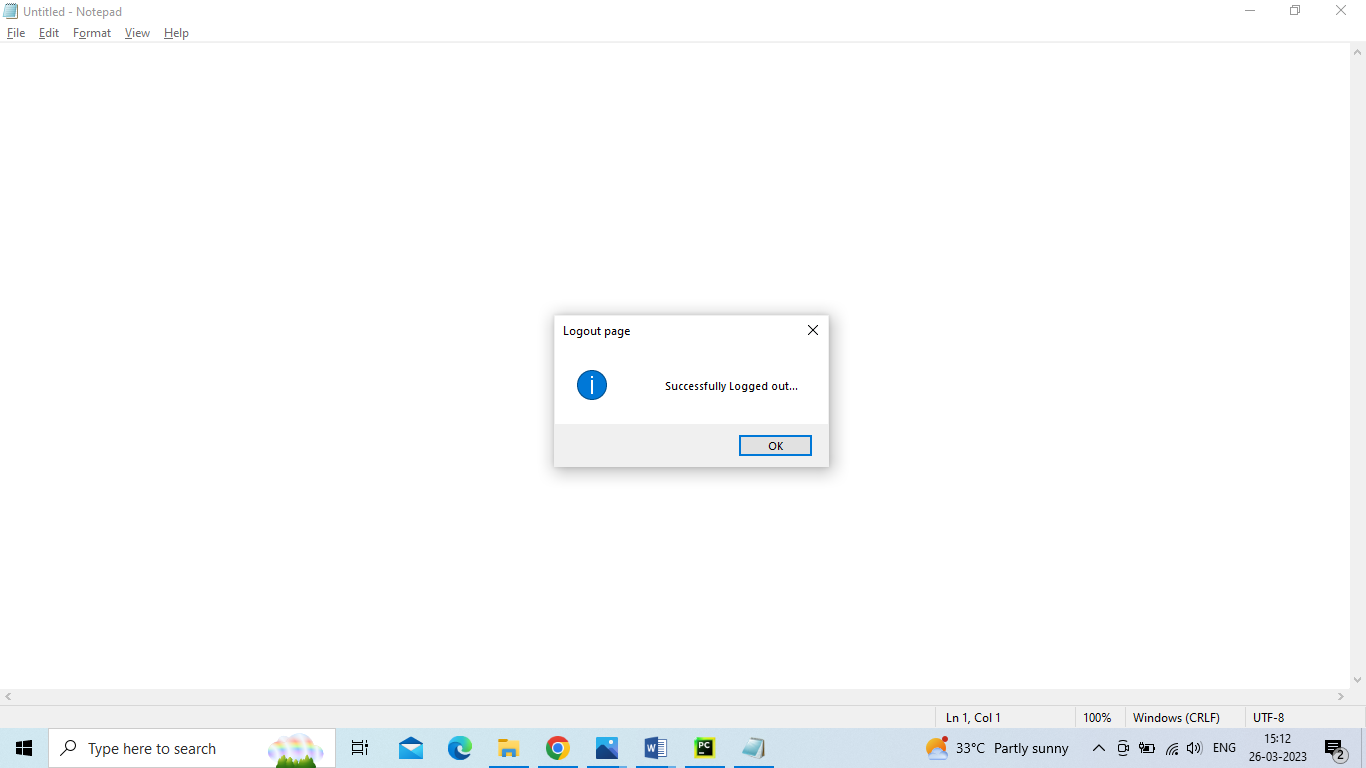 Untitled - Notepad
File Edit Format View Help
Logout page
i
Successfully Logged out...
OK
Ln 1, Col 1 100% Windows (CRLF) UTF-8
Type here to search
PC
33°C Partly sunny
ENG
15:12
26-03-2023
2